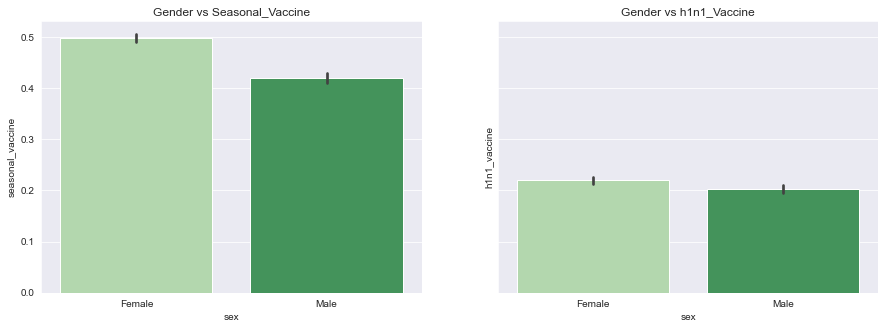 Gender vs Seasonal_Vaccine
seasonal_vaccine
0.5
0.4
0.3
0.2
0.1
0.0
Female
Male
sex
Gender vs h1n1_Vaccine
h1n1_vaccine
Female
Male
sex